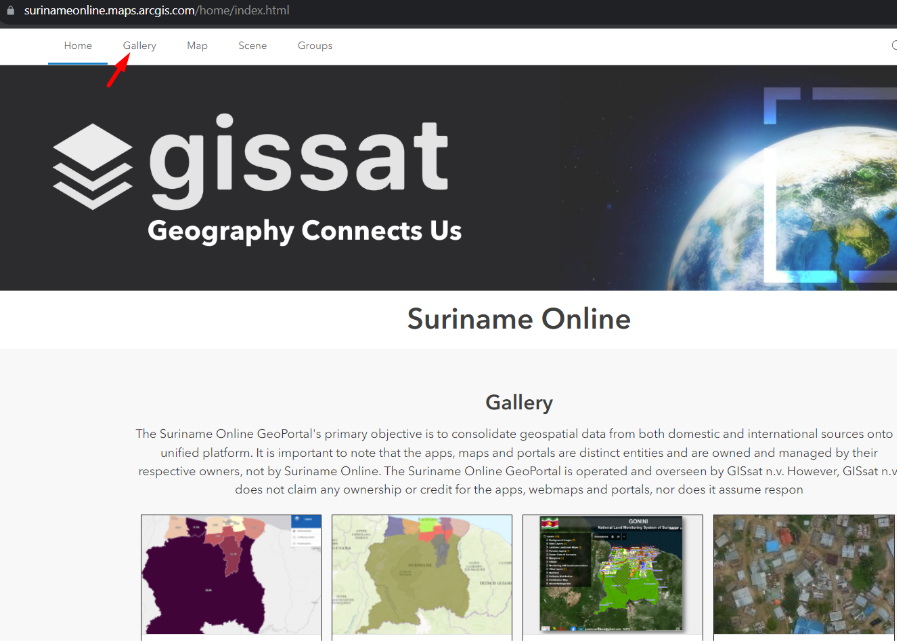 surinameonline.maps.arcgis.com/home/index.html
Home Gallery Map Scene Groups
gissat
Geography Connects Us
Suriname Online
Gallery
The Suriname Online GeoPortal's primary objective is to consolidate geospatial data from both domestic and international sources onto
unified platform. It is important to note that the apps, maps and portals are distinct entities and are owned and managed by their
respective owners, not by Suriname Online. The Suriname Online GeoPortal is operated and overseen by GISsat n.v. However, GISsat n.v
does not claim any ownership or credit for the apps, webmaps and portals, nor does it assume respon
GONINI
National Land Monitoring System of Suriname